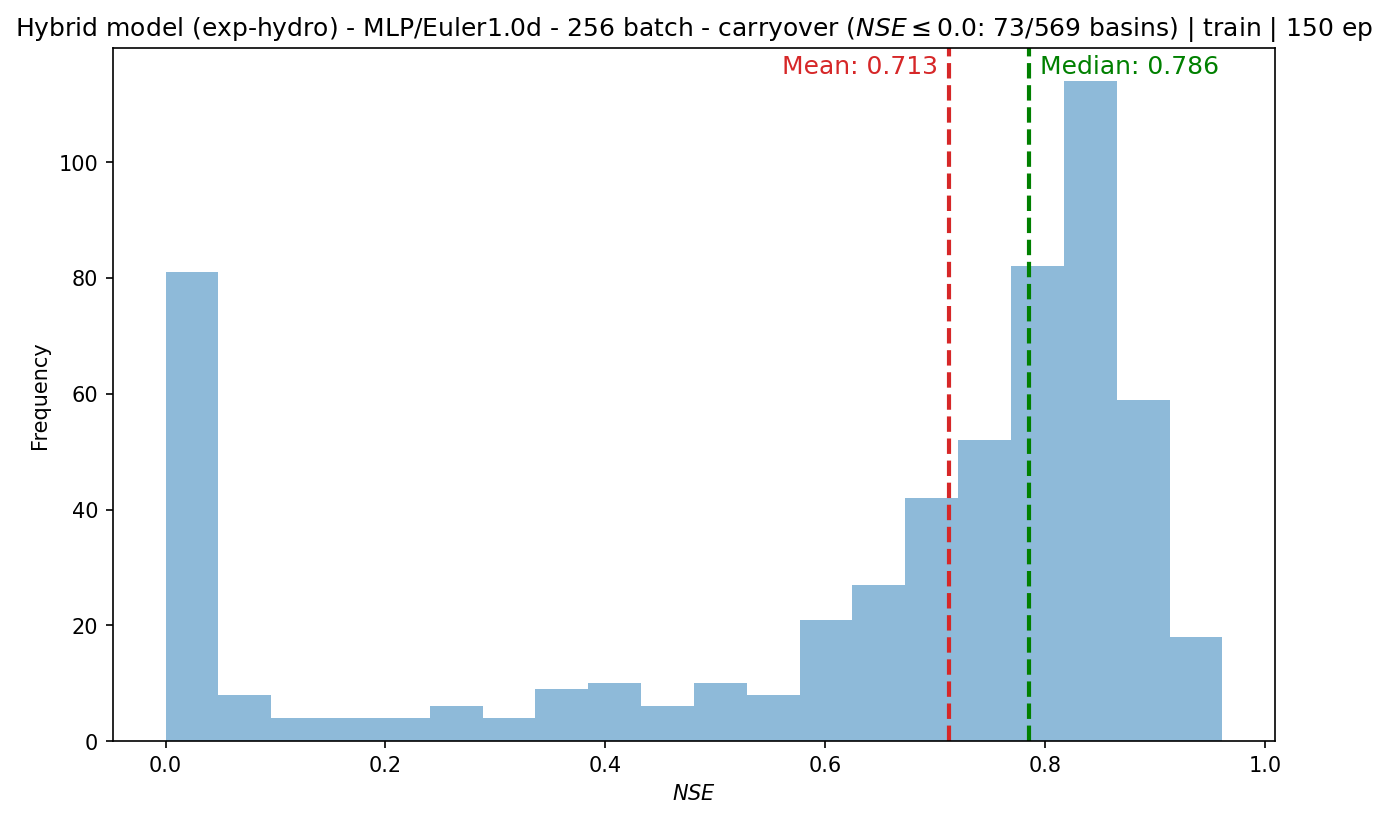 Hybrid model (exp-hydro) - MLP/Euler1.0d - 256 batch - carryover (NSE ≤ 0.0: 73/569 basins) | train | 150 ep
Mean: 0.713
Median: 0.786
100
80
60
40
20
0
Frequency
0.0
0.2
0.4
0.6
0.8
1.0
NSE